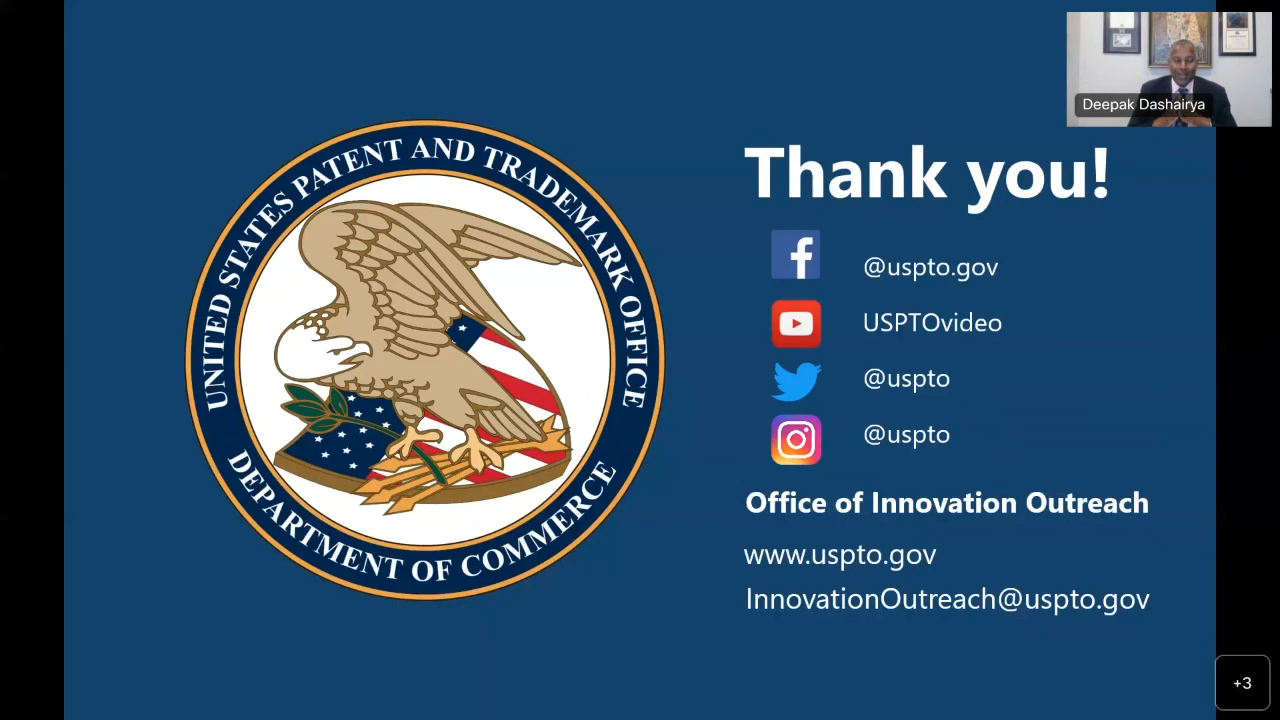 Deepak Dashairya
UNITED STATES PATENT AND TRADEMARK OFFICE
DEPARTMENT OF COMMERCE
Thank you!
@uspto.gov
USPTOvideo
@uspto
@uspto
Office of Innovation Outreach
www.uspto.gov
InnovationOutreach@uspto.gov
+3